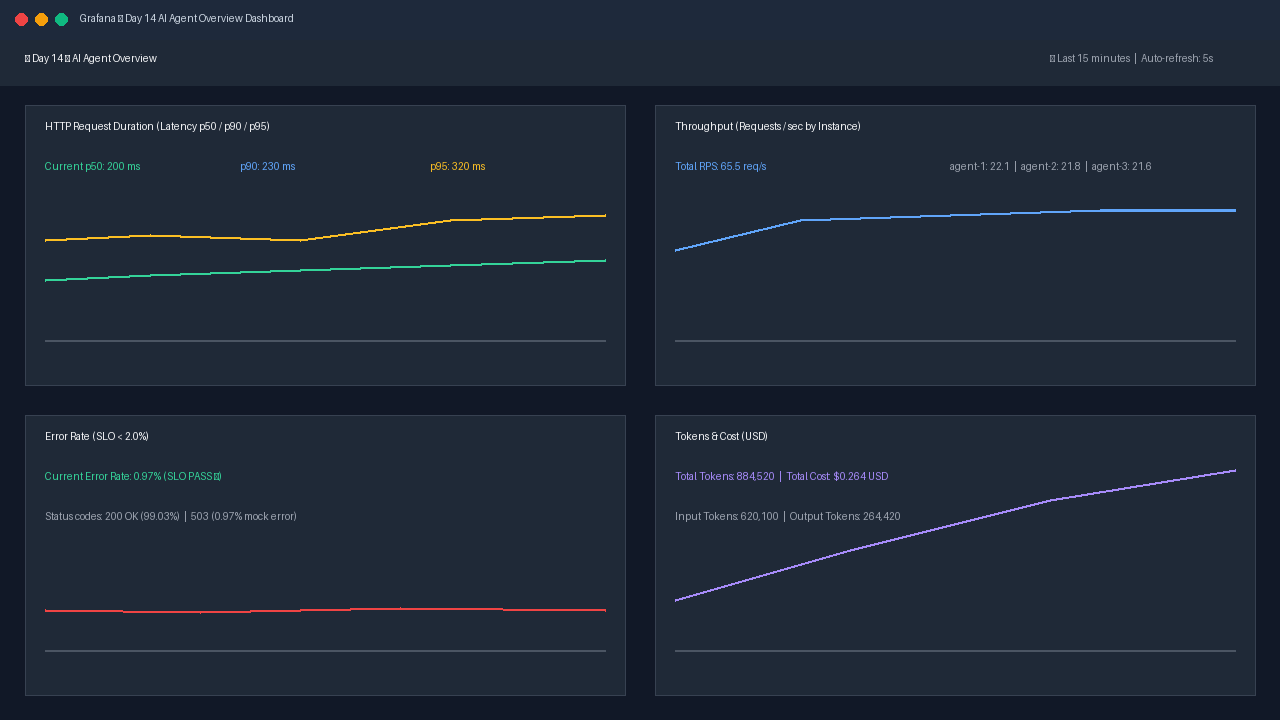 Grafana ▯ Day 14 AI Agent Overview Dashboard
▯ Day 14 ▯ AI Agent Overview
▯ Last 15 minutes | Auto-refresh: 5s
HTTP Request Duration (Latency p50 / p90 / p95)
Current p50: 200 ms
p90: 230 ms
p95: 320 ms
Throughput (Requests / sec by Instance)
Total RPS: 65.5 req/s
agent-1: 22.1 | agent-2: 21.8 | agent-3: 21.6
Error Rate (SLO < 2.0%)
Current Error Rate: 0.97% (SLO PASS ▯)
Status codes: 200 OK (99.03%) | 503 (0.97% mock error)
Tokens & Cost (USD)
Total Tokens: 884,520 | Total Cost: $0.264 USD
Input Tokens: 620,100 | Output Tokens: 264,420